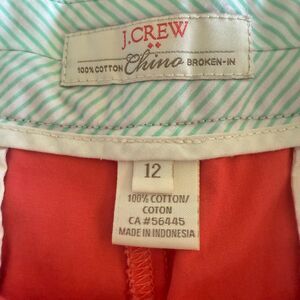 J.CREW
100% COTTON Chino BROKEN-IN
12
100% COTTON/
COTON
CA #56445
MADE IN INDONESIA